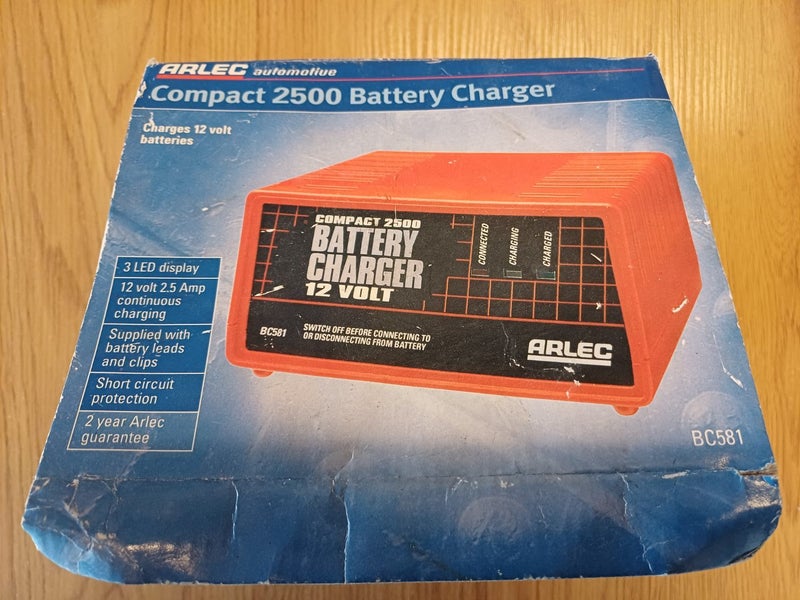 ARLEC automotive
Compact 2500 Battery Charger
Charges 12 volt
batteries
3 LED display
12 volt 2.5 Amp
continuous
charging
Supplied with
battery leads
and clips
Short circuit
protection
2 year Arlec
guarantee
COMPACT 2500
BATTERY
CHARGER
12 VOLT
CONNECTED
CHARGING
CHARGED
BC581
SWITCH OFF BEFORE CONNECTING TO
OR DISCONNECTING FROM BATTERY
ARLEC
BC581